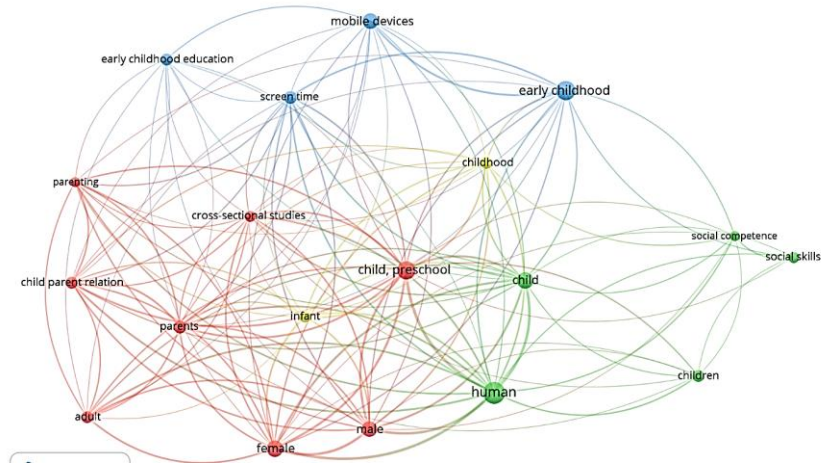 mobile devices
early childhood education
early childhood
screen time
childhood
parenting
cross-sectional studies
social competence
social skills
child, preschool
child
child parent relation
infant
parents
children
human
adult
male
female